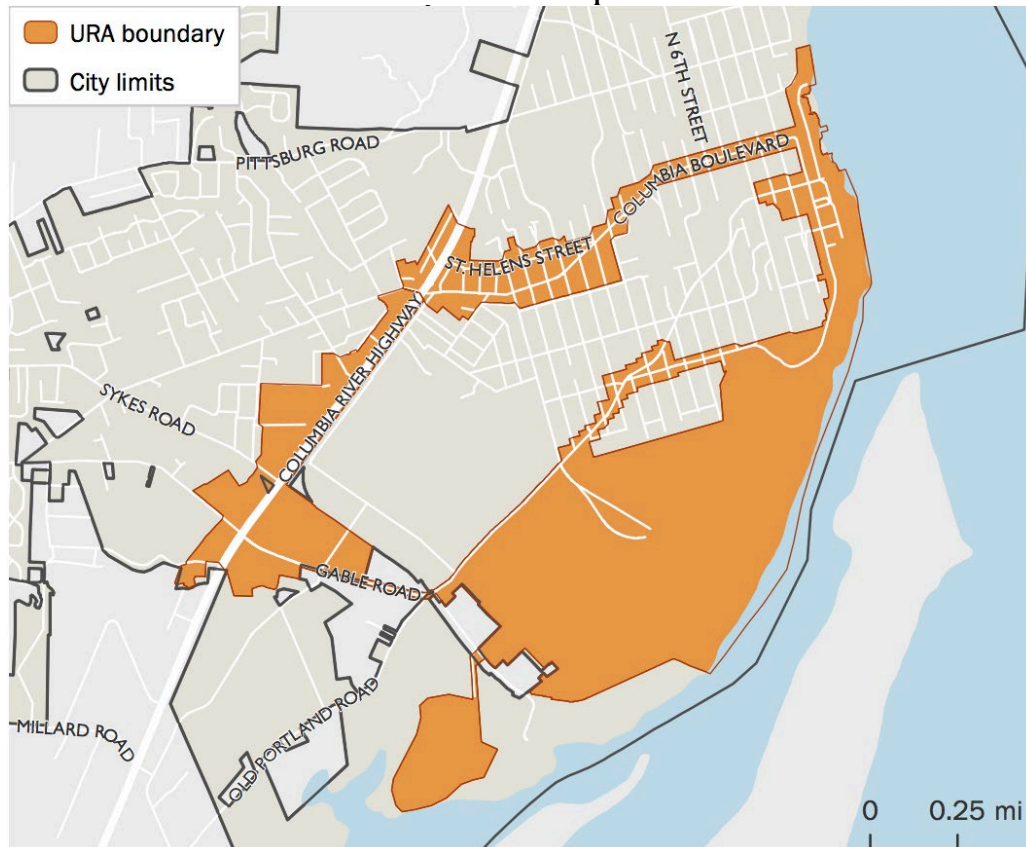 URA boundary
City limits
N 6TH STREET
PITTSBURG ROAD
COLUMBIA BOULEVARD
ST. HELENS STREET
COLUMBIA RIVER HIGHWAY
SYKES ROAD
GABLE ROAD
OLD PORTLAND ROAD
MILLARD ROAD
0 0.25 mi